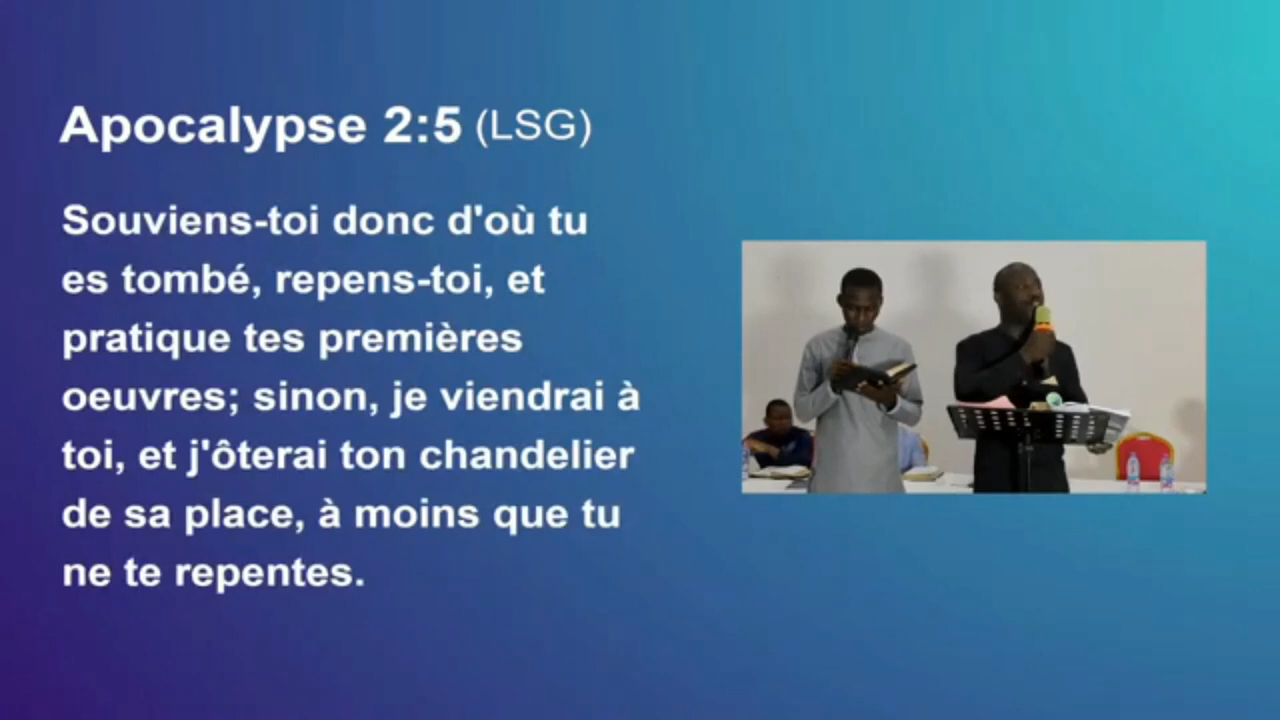 Apocalypse 2:5 (LSG)
Souviens-toi donc d'où tu
es tombé, repens-toi, et
pratique tes premières
oeuvres; sinon, je viendrai à
toi, et j'ôterai ton chandelier
de sa place, à moins que tu
ne te repentes.